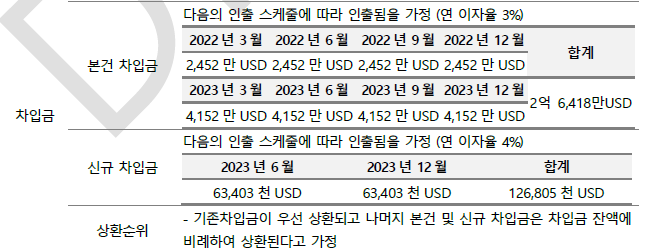 다음의 인출 스케줄에 따라 인출됨을 가정 (연 이자율 3%)
2022 년 3 월 2022 년 6 월 2022 년 9 월 2022 년 12 월 합계
본건 차입금 2,452 만 USD 2,452 만 USD 2,452 만 USD 2,452 만 USD
2023 년 3 월 2023 년 6 월 2023 년 9 월 2023 년 12 월 2억 6,418만USD
4,152 만 USD 4,152 만 USD 4,152 만 USD 4,152 만 USD
차입금
다음의 인출 스케줄에 따라 인출됨을 가정 (연 이자율 4%)
신규 차입금 2023 년 6 월 2023 년 12 월 합계
63,403 천 USD 63,403 천 USD 126,805 천 USD
상환순위 - 기존차입금이 우선 상환되고 나머지 본건 및 신규 차입금은 차입금 잔액에
비례하여 상환된다고 가정